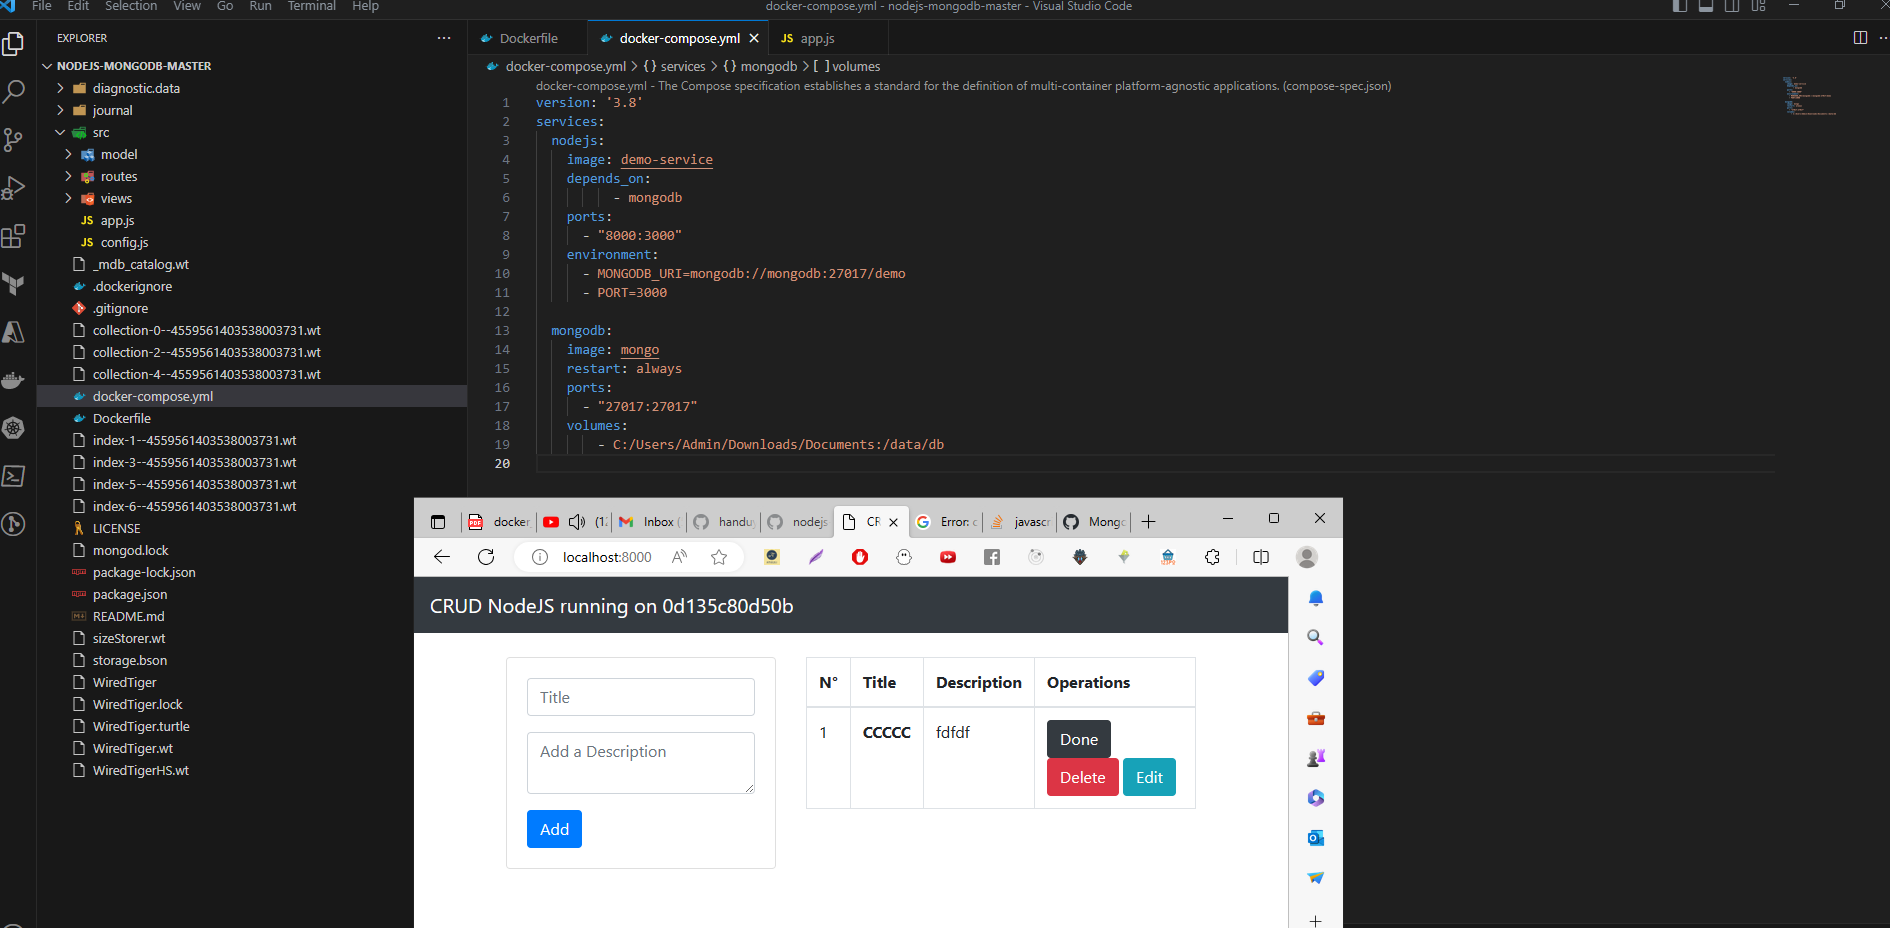 File Edit Selection View Go Run Terminal Help
docker-compose.yml - nodejs-mongodb-master - Visual Studio Code
EXPLORER
NODEJS-MONGODB-MASTER
diagnostic.data
journal
src
model
routes
views
JS app.js
JS config.js
_mdb_catalog.wt
.dockerignore
.gitignore
collection-0--4559561403538003731.wt
collection-2--4559561403538003731.wt
collection-4--4559561403538003731.wt
docker-compose.yml
Dockerfile
index-1--4559561403538003731.wt
index-3--4559561403538003731.wt
index-5--4559561403538003731.wt
index-6--4559561403538003731.wt
LICENSE
mongod.lock
package-lock.json
package.json
README.md
sizeStorer.wt
storage.bson
WiredTiger
WiredTiger.lock
WiredTiger.turtle
WiredTiger.wt
WiredTigerHS.wt
Dockerfile docker-compose.yml JS app.js
docker-compose.yml > {} services > {} mongodb > [ ] volumes
docker-compose.yml - The Compose specification establishes a standard for the definition of multi-container platform-agnostic applications. (compose-spec.json)
1 version: '3.8'
2 services:
3 nodejs:
4 image: demo-service
5 depends_on:
6 - mongodb
7 ports:
8 - "8000:3000"
9 environment:
10 - MONGODB_URI=mongodb://mongodb:27017/demo
11 - PORT=3000
12
13 mongodb:
14 image: mongo
15 restart: always
16 ports:
17 - "27017:27017"
18 volumes:
19 - C:/Users/Admin/Downloads/Documents:/data/db
20
docker (1 Inbox ( handu nodejs CR Error: c javascr Mongo
localhost:8000
CRUD NodeJS running on 0d135c80d50b
Title
Add a Description
Add
N° Title Description Operations
1 CCCCC fdfdf Done
Delete Edit